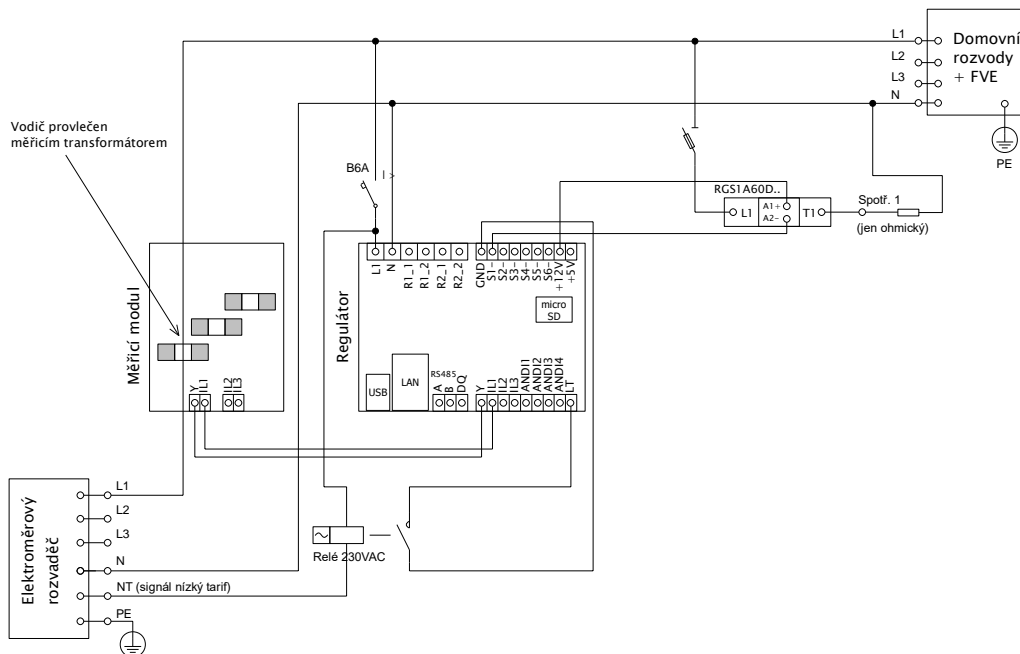 L1
L2
L3
N
Domovní
rozvody
+ FVE
PE
Vodič provlečen
měřicím transformátorem
B6A
I >
RGS1A60D..
L1
A1+
A2-
T1
Spotř. 1
(jen ohmický)
L1
N
R1_1
R1_2
R2_1
R2_2
GND
S1-
S2-
S3-
S4-
S5-
S6-
+12V
+5V
Regulátor
micro
SD
USB
LAN
RS485
A
B
DQ
Y
IL1
IL2
IL3
ANDI1
ANDI2
ANDI3
ANDI4
LT
Měřicí modul
Y
IL1
IL2
IL3
Elektroměrový
rozvaděč
L1
L2
L3
N
NT (signál nízký tarif)
PE
Relé 230VAC